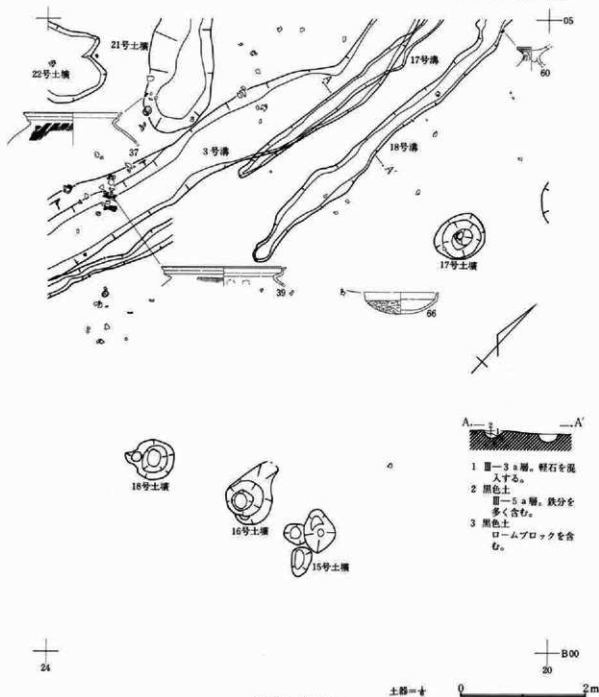 05
21号土壙
22号土壙
17号溝
60
37
3号溝
A
18号溝
A'
17号土壙
39
66
A
A'
1 Ⅲ—3a層。軽石を混
入する。
2 黒色土
Ⅲ—5a層。鉄分を
多く含む。
3 黒色土
ロームブロックを含
む。
18号土壙
16号土壙
15号土壙
B00
24
20
土器=
0
2m